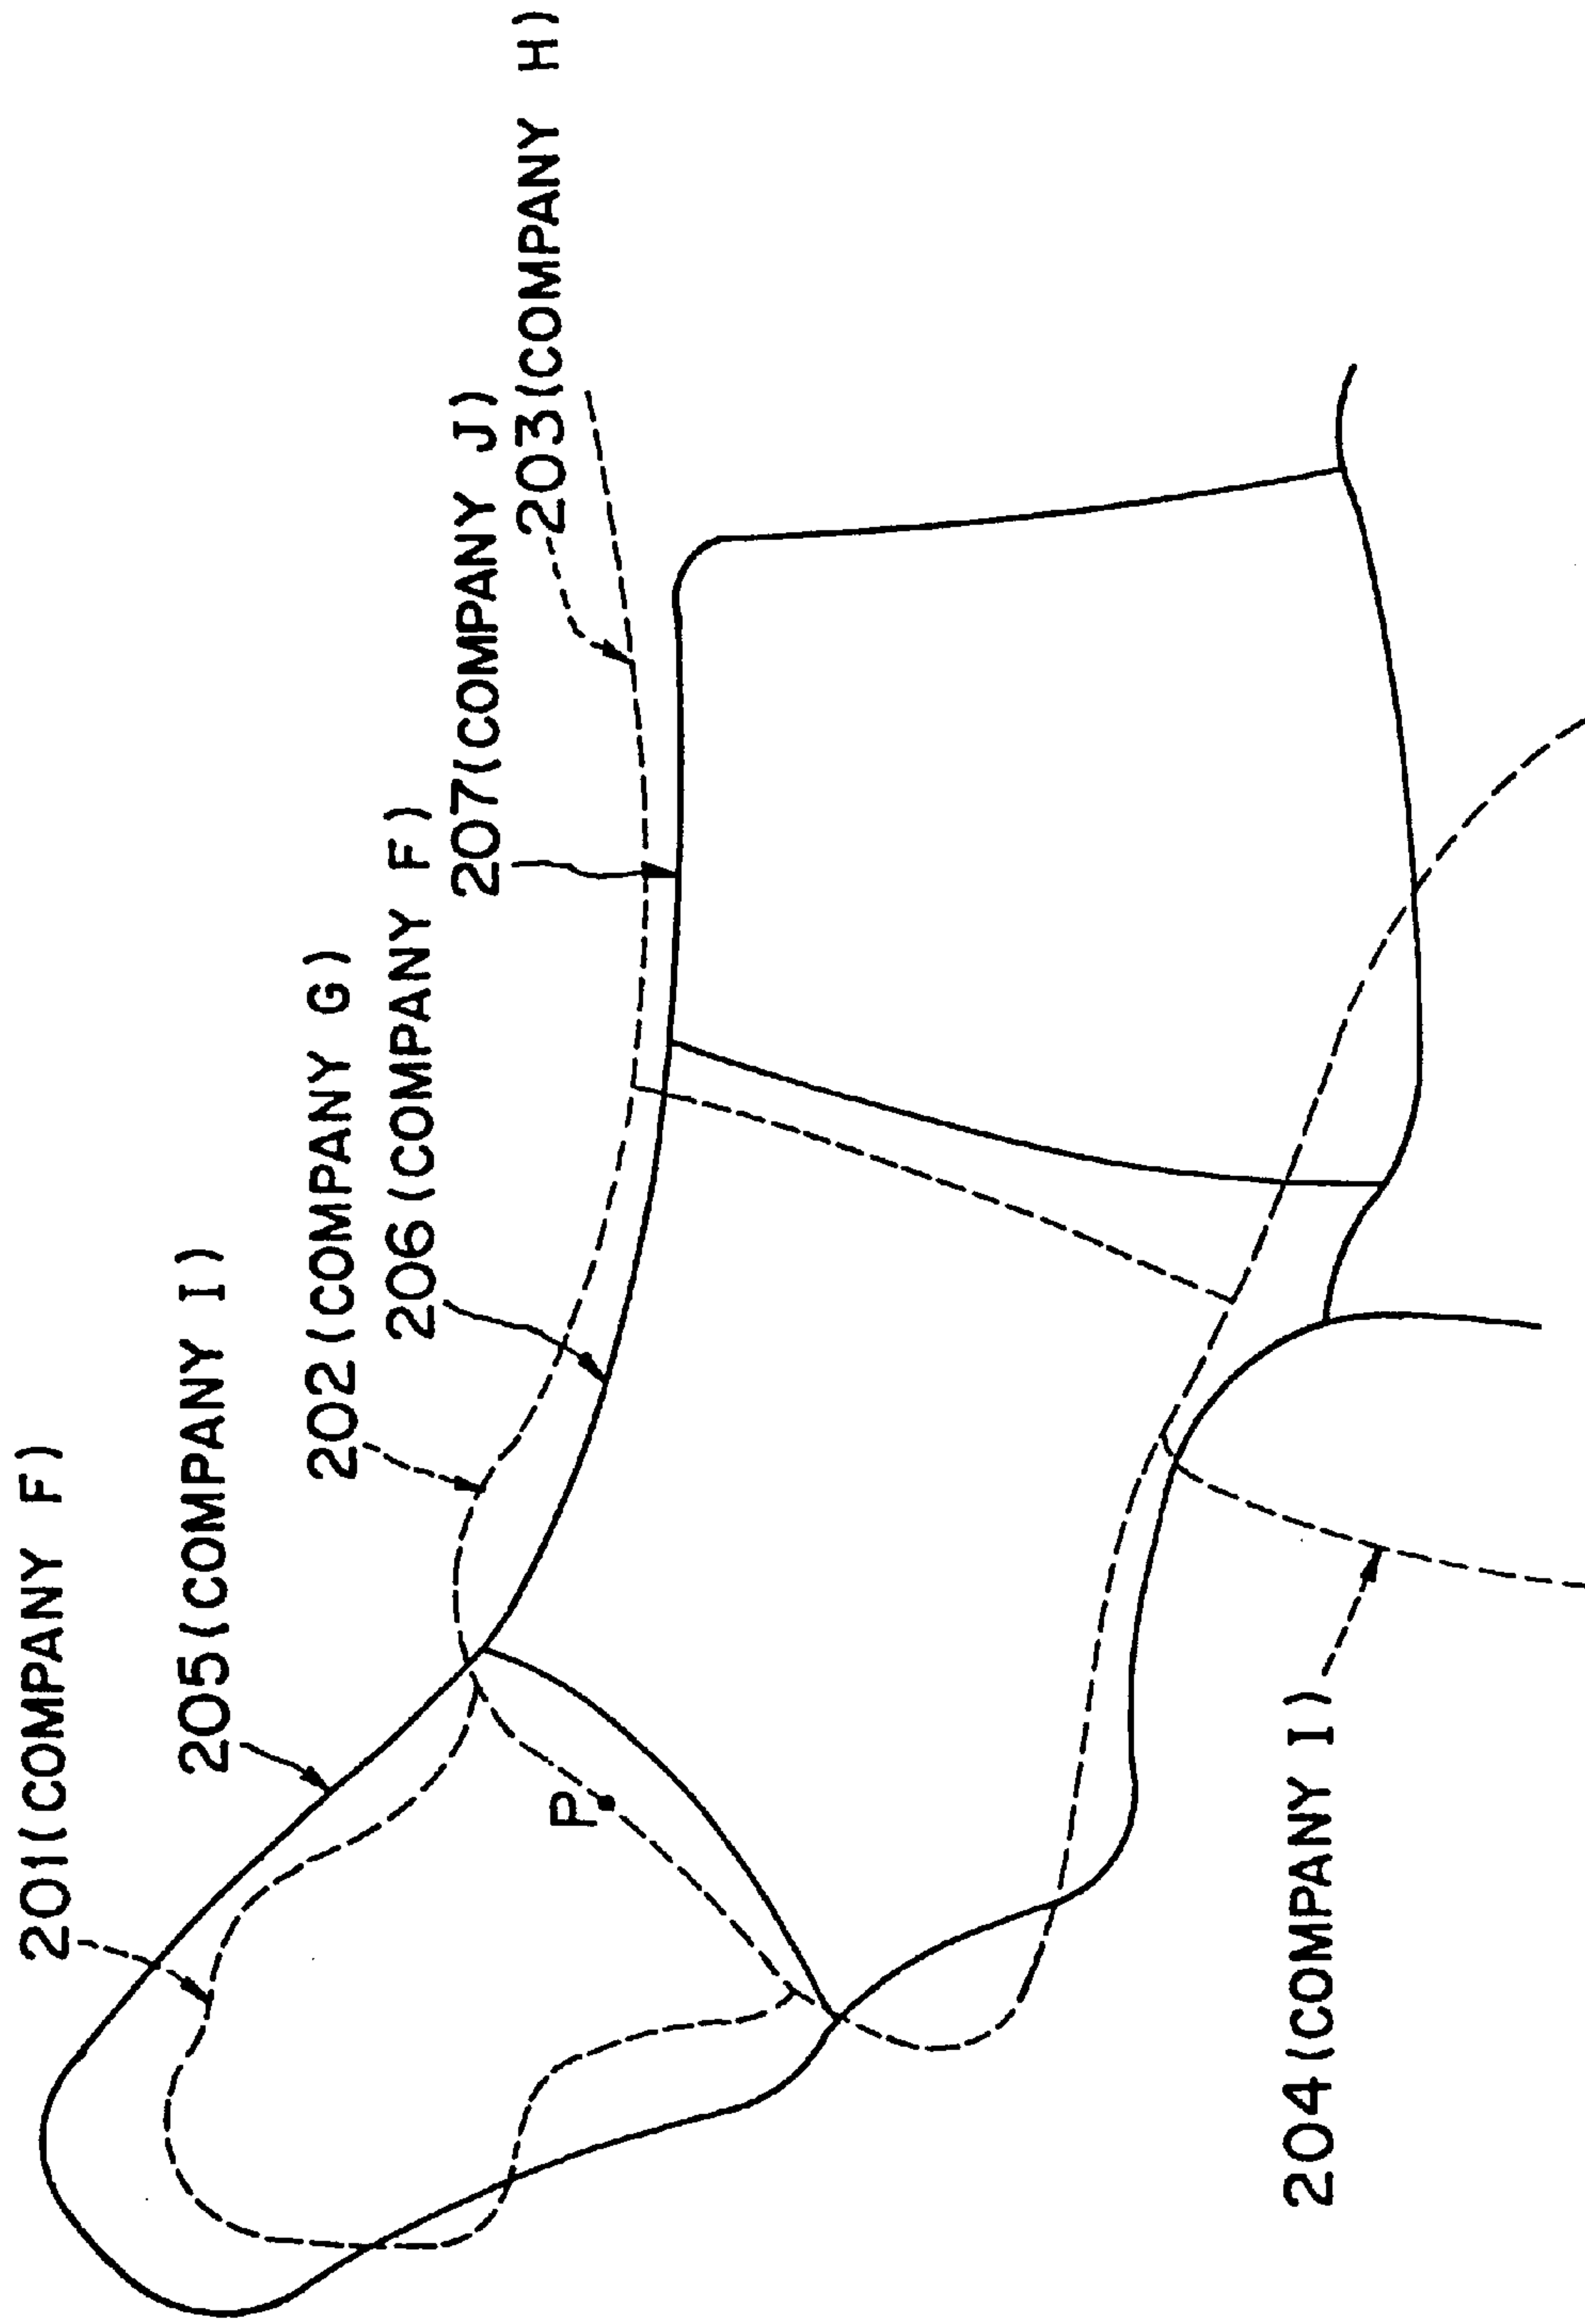 201(COMPANY F)
205(COMPANY I)
202(COMPANY G)
206(COMPANY F)
207(COMPANY J)
203(COMPANY H)
P
204(COMPANY I)